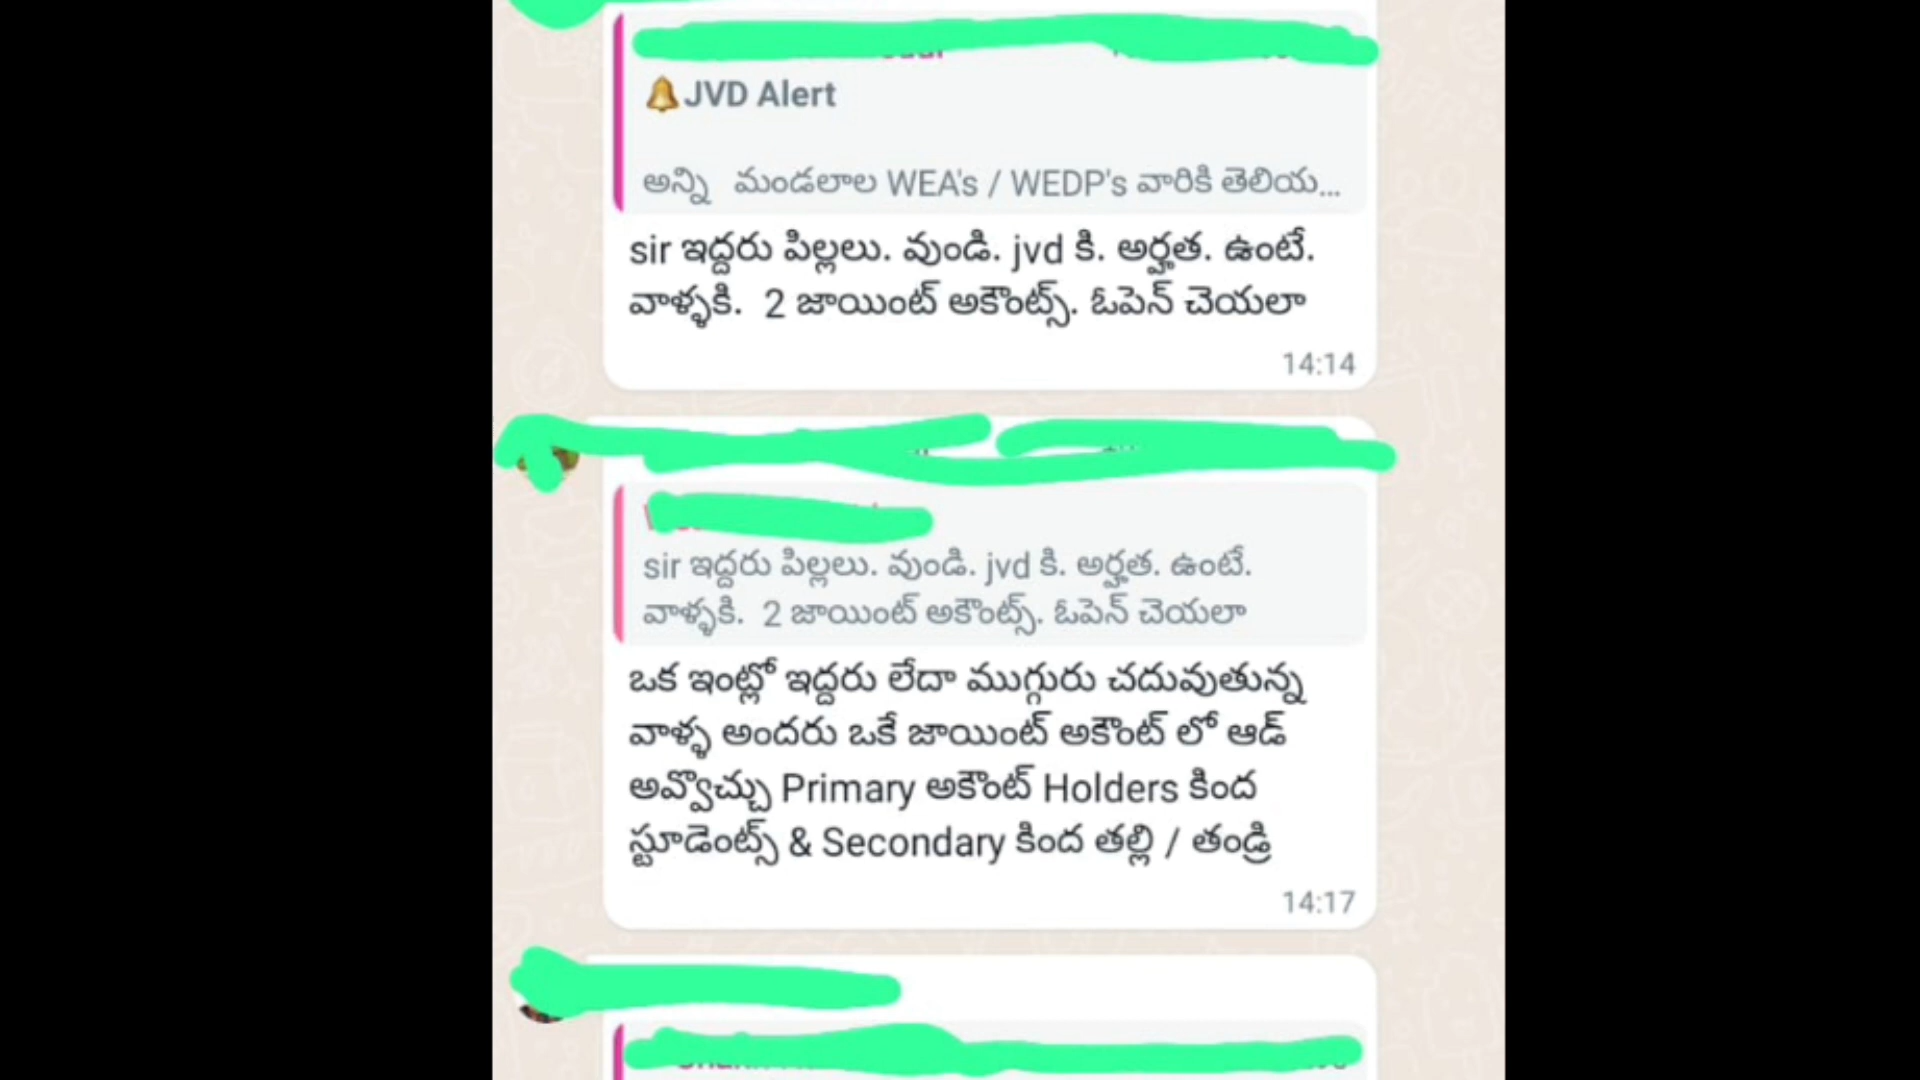 🔔JVD Alert
అన్ని మండలాల WEA's / WEDP's వారికి తెలియ...
sir ఇద్దరు పిల్లలు. వుండి. jvd కి. అర్హత. ఉంటే.
వాళ్ళకి. 2 జాయింట్ అకౌంట్స్. ఓపెన్ చెయలా
14:14
sir ఇద్దరు పిల్లలు. వుండి. jvd కి. అర్హత. ఉంటే.
వాళ్ళకి. 2 జాయింట్ అకౌంట్స్. ఓపెన్ చెయలా
ఒక ఇంట్లో ఇద్దరు లేదా ముగ్గురు చదువుతున్న
వాళ్ళ అందరు ఒకే జాయింట్ అకౌంట్ లో ఆడ్
అవ్వొచ్చు Primary అకౌంట్ Holders కింద
స్టూడెంట్స్ & Secondary కింద తల్లి / తండ్రి
14:17